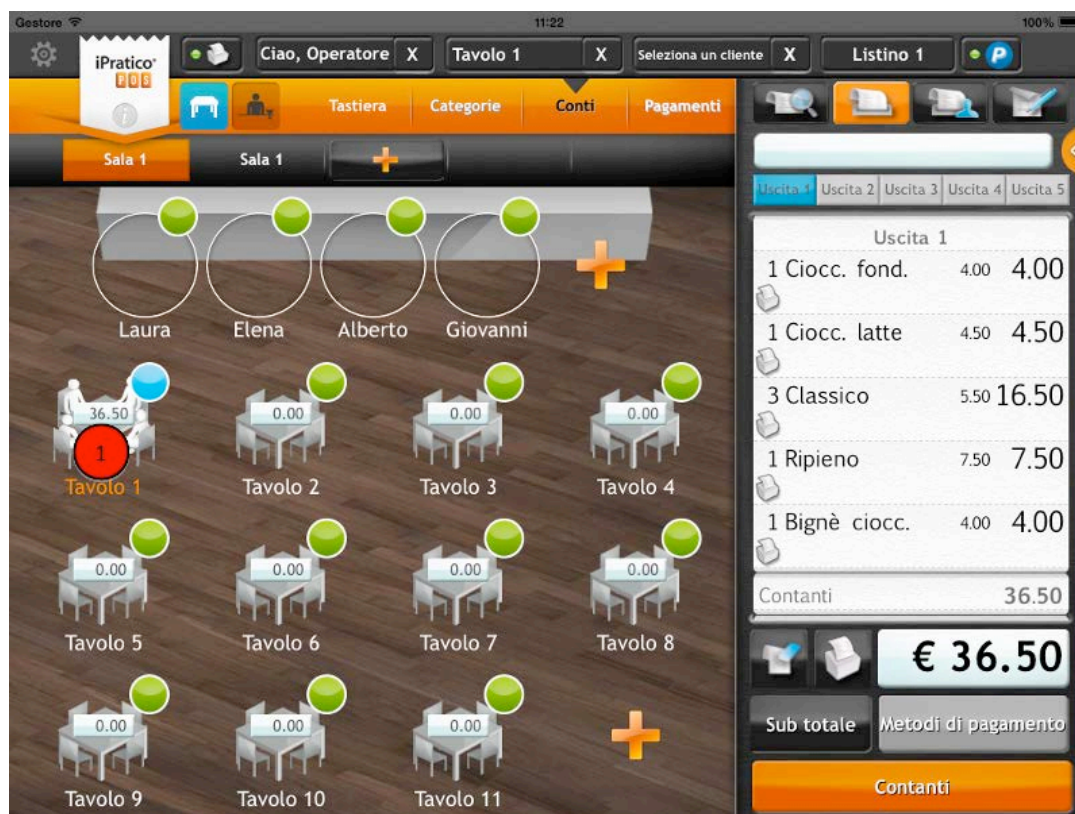 Gestore 11:22 100%
iPratico®
POS
Ciao, Operatore X Tavolo 1 X Seleziona un cliente X Listino 1 P
Tastiera Categorie Conti Pagamenti
Sala 1 Sala 1
Laura Elena Alberto Giovanni
36.50 0.00 0.00 0.00
1
Tavolo 1 Tavolo 2 Tavolo 3 Tavolo 4
0.00 0.00 0.00 0.00
Tavolo 5 Tavolo 6 Tavolo 7 Tavolo 8
0.00 0.00 0.00
Tavolo 9 Tavolo 10 Tavolo 11
Uscita 1 Uscita 2 Uscita 3 Uscita 4 Uscita 5
Uscita 1
1 Ciocc. fond. 4.00 4.00
1 Ciocc. latte 4.50 4.50
3 Classico 5.50 16.50
1 Ripieno 7.50 7.50
1 Bignè ciocc. 4.00 4.00
Contanti 36.50
€ 36.50
Sub totale Metodi di pagamento
Contanti